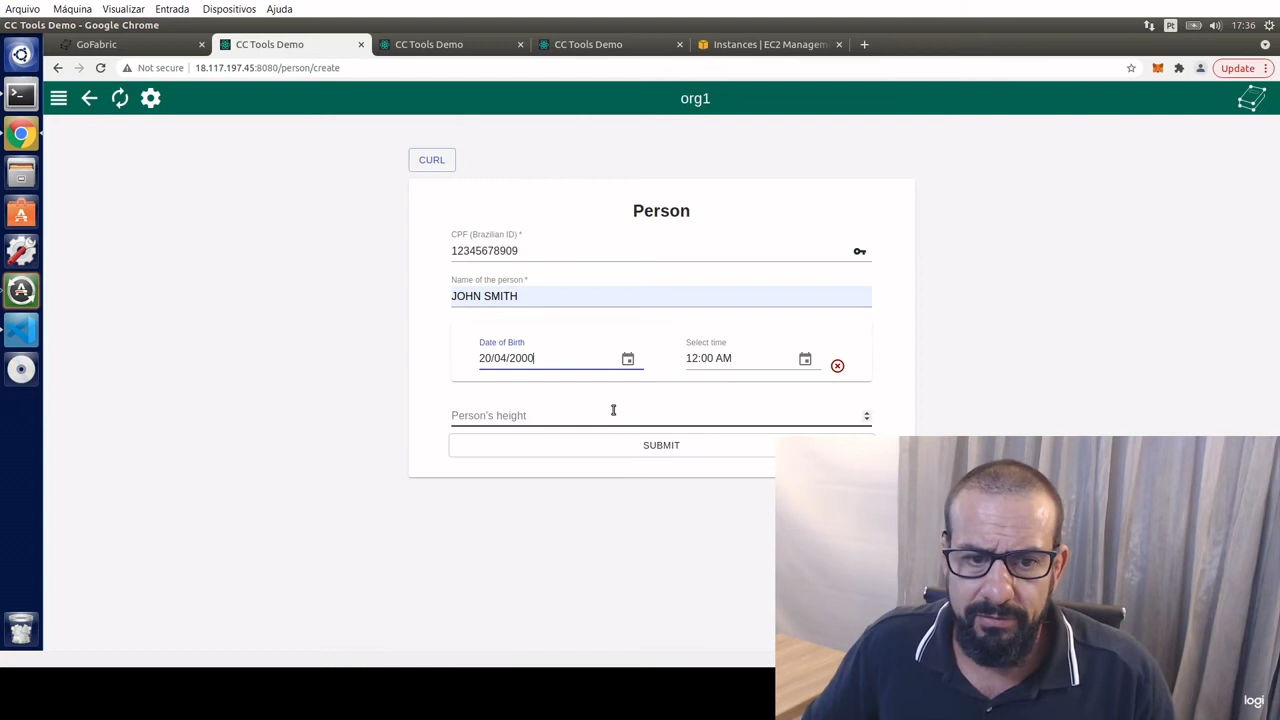 Arquivo Máquina Visualizar Entrada Dispositivos Ajuda
CC Tools Demo - Google Chrome Pt 17:36
GoFabric CC Tools Demo CC Tools Demo CC Tools Demo Instances | EC2 Managem
Not secure 18.117.197.45:8080/person/create Update
org1
CURL
Person
CPF (Brazilian ID) *
12345678909
Name of the person *
JOHN SMITH
Date of Birth Select time
20/04/2000 12:00 AM
Person's height
SUBMIT
logi